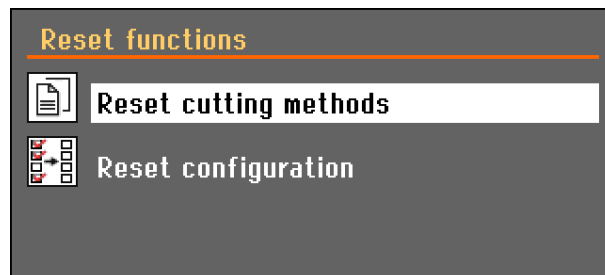 Reset functions
Reset cutting methods
Reset configuration